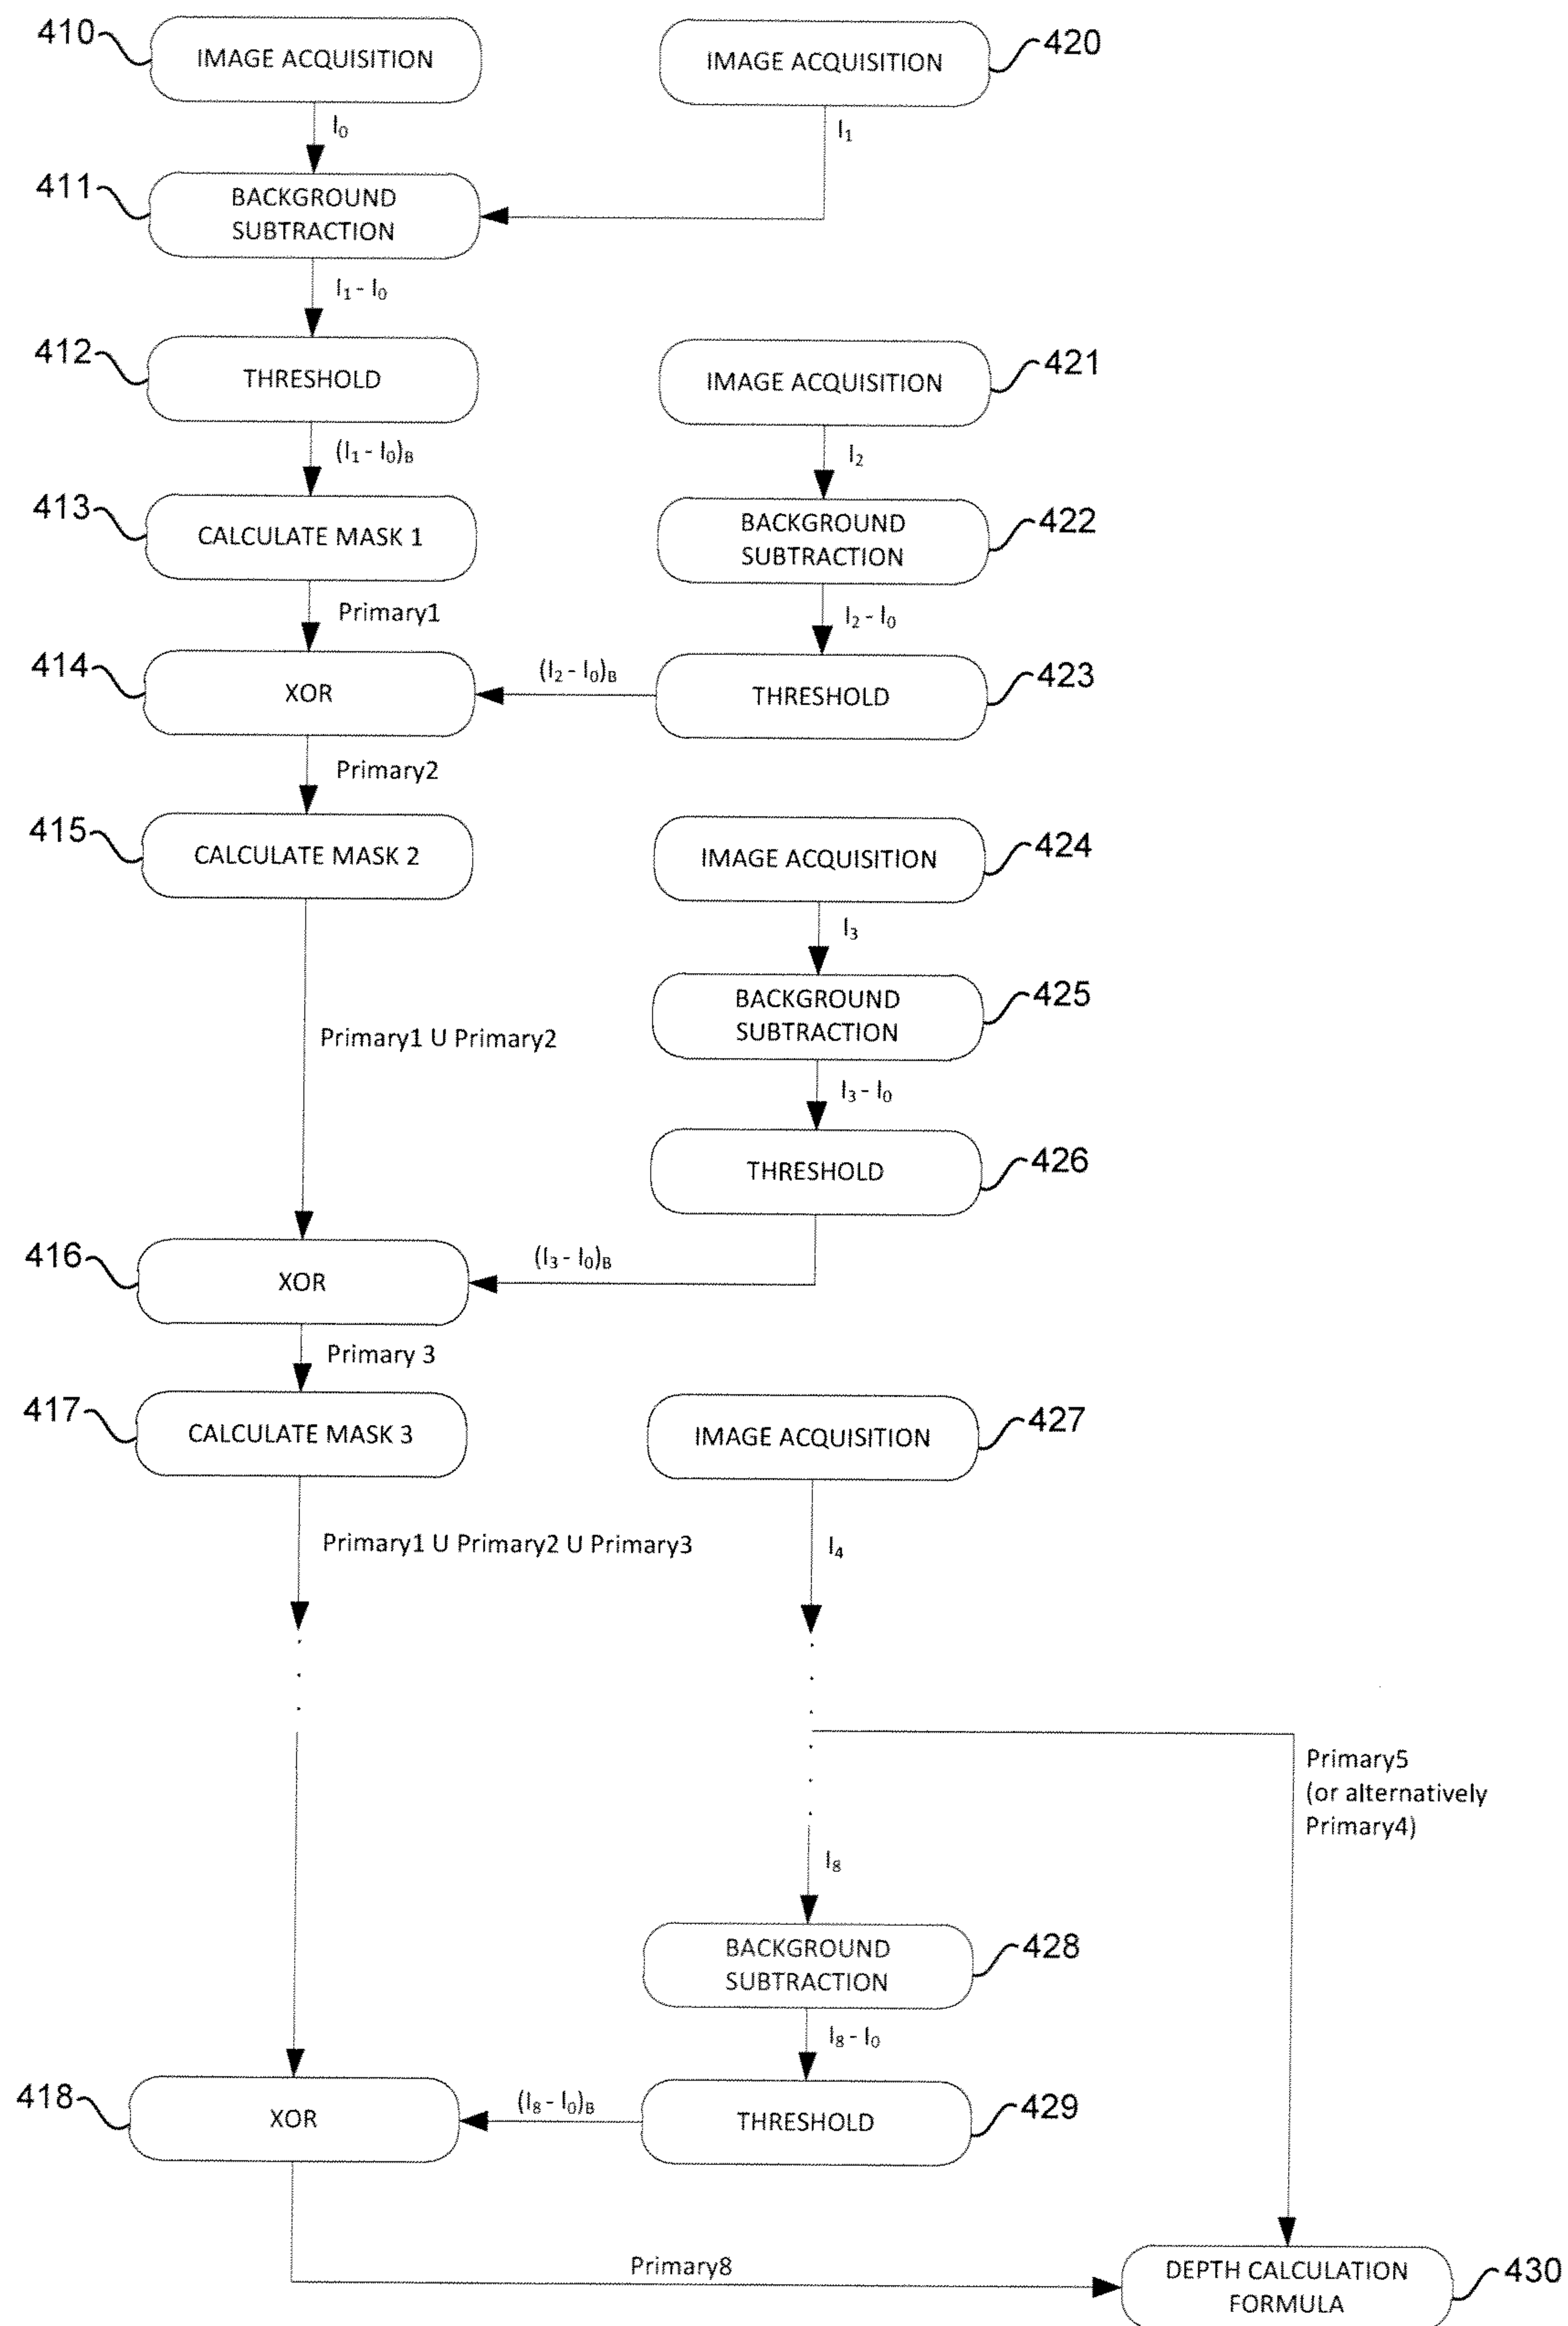 410
IMAGE ACQUISITION
IMAGE ACQUISITION
420
I₀
I₁
411
BACKGROUND
SUBTRACTION
I₁ - I₀
412
THRESHOLD
IMAGE ACQUISITION
421
(I₁ - I₀)B
I₂
413
CALCULATE MASK 1
BACKGROUND
SUBTRACTION
422
Primary1
I₂ - I₀
414
XOR
(I₂ - I₀)B
THRESHOLD
423
Primary2
415
CALCULATE MASK 2
IMAGE ACQUISITION
424
I₃
BACKGROUND
SUBTRACTION
425
Primary1 U Primary2
I₃ - I₀
THRESHOLD
426
416
XOR
(I₃ - I₀)B
Primary 3
417
CALCULATE MASK 3
IMAGE ACQUISITION
427
Primary1 U Primary2 U Primary3
I₄
Primary5
(or alternatively
Primary4)
I₈
BACKGROUND
SUBTRACTION
428
I₈ - I₀
418
XOR
(I₈ - I₀)B
THRESHOLD
429
Primary8
DEPTH CALCULATION
FORMULA
430